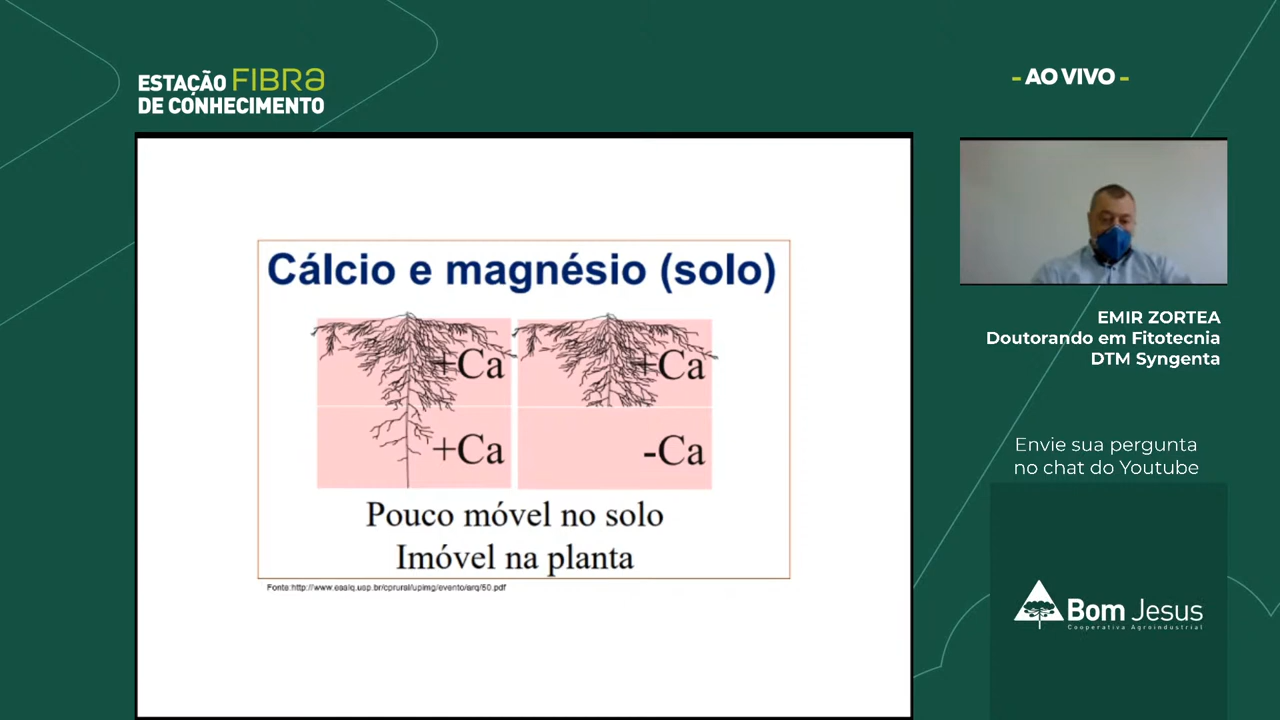 ESTAÇÃO FIBRA
DE CONHECIMENTO
- AO VIVO -
Cálcio e magnésio (solo)
+Ca
+Ca
+Ca
-Ca
Pouco móvel no solo
Imóvel na planta
Fonte:http://www.esalq.usp.br/cprural/upimg/evento/arq/50.pdf
EMIR ZORTEA
Doutorando em Fitotecnia
DTM Syngenta
Envie sua pergunta
no chat do Youtube
Bom Jesus
Cooperativa Agroindustrial